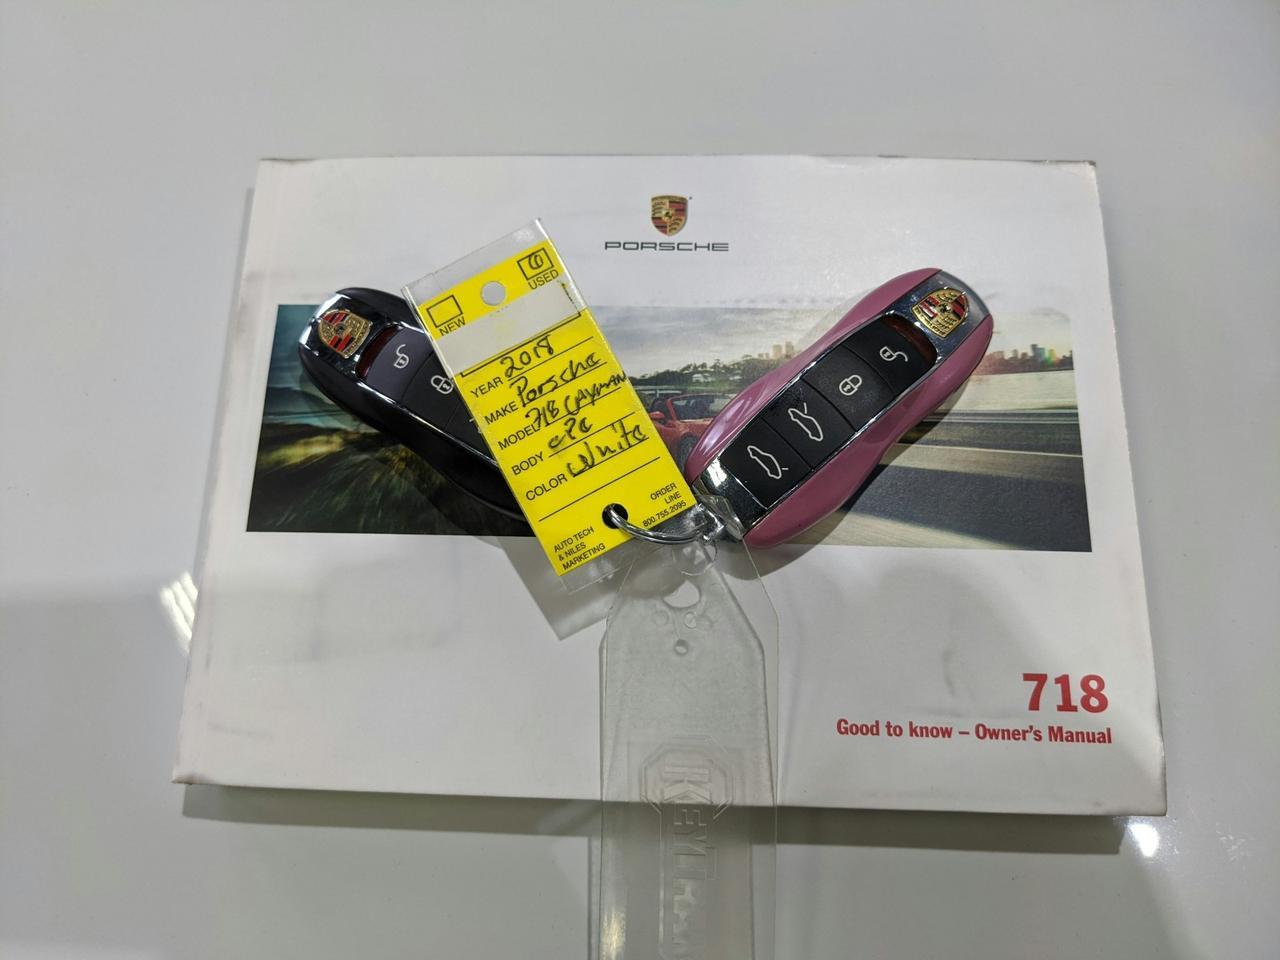 PORSCHE
NEW
USED
YEAR 2018
MAKE Porsche
MODEL 718 CAYMAN
BODY cPe
COLOR White
AUTO TECH
& NILES
MARKETING
ORDER
LINE
800.755.2095
718
Good to know – Owner's Manual